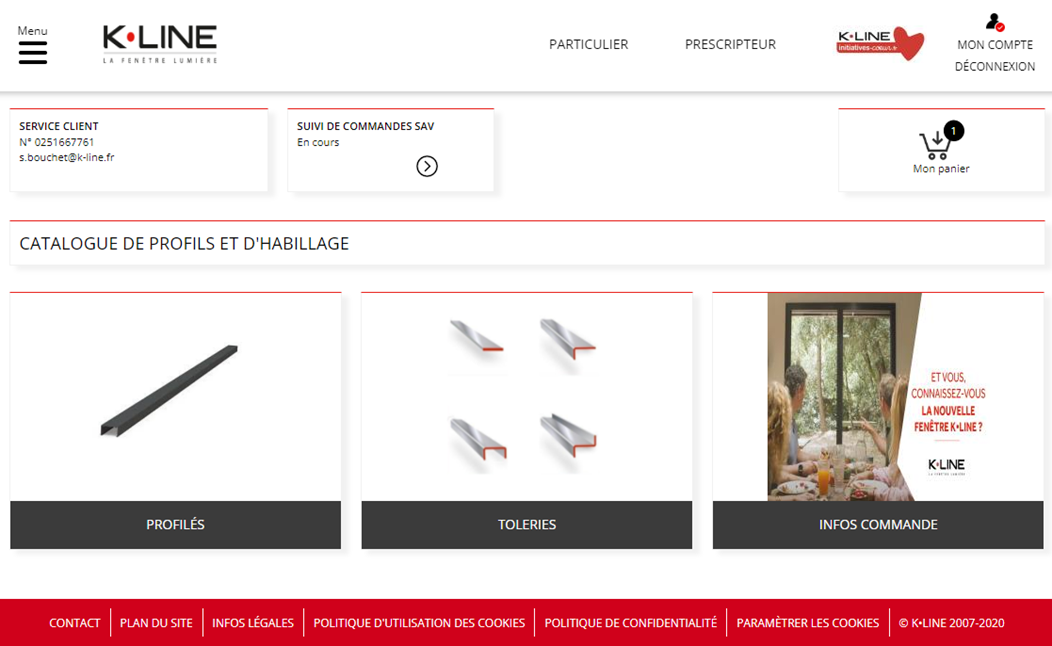 Menu
K•LINE
LA FENÊTRE LUMIÈRE
PARTICULIER
PRESCRIPTEUR
K•LINE
initiatives-coeur.fr
MON COMPTE
DÉCONNEXION
SERVICE CLIENT
N° 0251667761
s.bouchet@k-line.fr
SUIVI DE COMMANDES SAV
En cours
1
Mon panier
CATALOGUE DE PROFILS ET D'HABILLAGE
ET VOUS,
CONNAISSEZ-VOUS
LA NOUVELLE
FENÊTRE K•LINE ?
K•LINE
LA FENÊTRE LUMIÈRE
PROFILÉS
TOLERIES
INFOS COMMANDE
CONTACT
PLAN DU SITE
INFOS LÉGALES
POLITIQUE D'UTILISATION DES COOKIES
POLITIQUE DE CONFIDENTIALITÉ
PARAMÈTRER LES COOKIES
© K•LINE 2007-2020